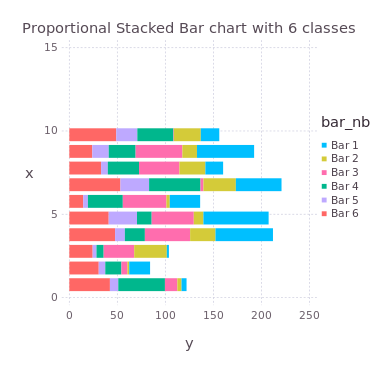 Proportional Stacked Bar chart with 6 classes
15
10
5
0
x
0 50 100 150 200 250
y
bar_nb
Bar 1
Bar 2
Bar 3
Bar 4
Bar 5
Bar 6